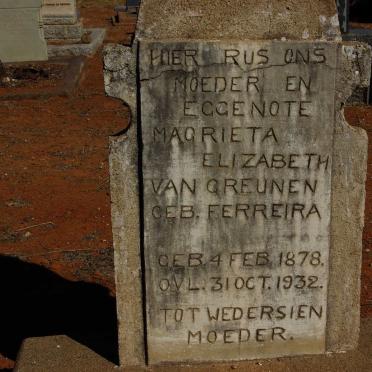 HIER RUS ONS
MOEDER EN
EGGENOTE
MAGRIETA
ELIZABETH
VAN GREUNEN
GEB. FERREIRA
GEB. 4 FEB. 1878.
OVL. 31 OCT. 1932.
TOT WEDERSIEN
MOEDER.